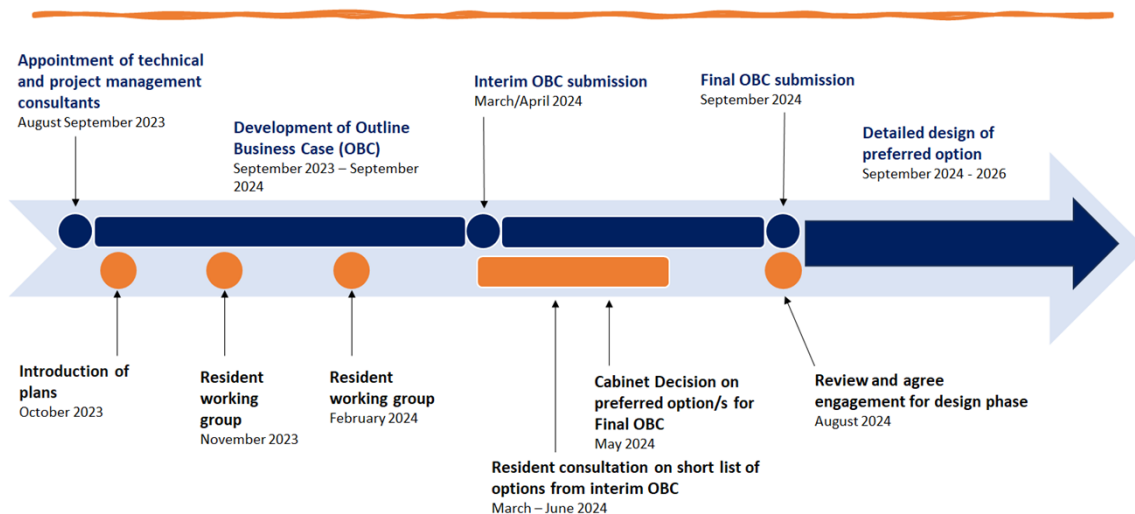 Appointment of technical
and project management
consultants
August September 2023
Development of Outline
Business Case (OBC)
September 2023 – September
2024
Interim OBC submission
March/April 2024
Final OBC submission
September 2024
Detailed design of
preferred option
September 2024 - 2026
Introduction of
plans
October 2023
Resident
working
group
November 2023
Resident
working group
February 2024
Resident consultation on short list of
options from interim OBC
March – June 2024
Cabinet Decision on
preferred option/s for
Final OBC
May 2024
Review and agree
engagement for design phase
August 2024